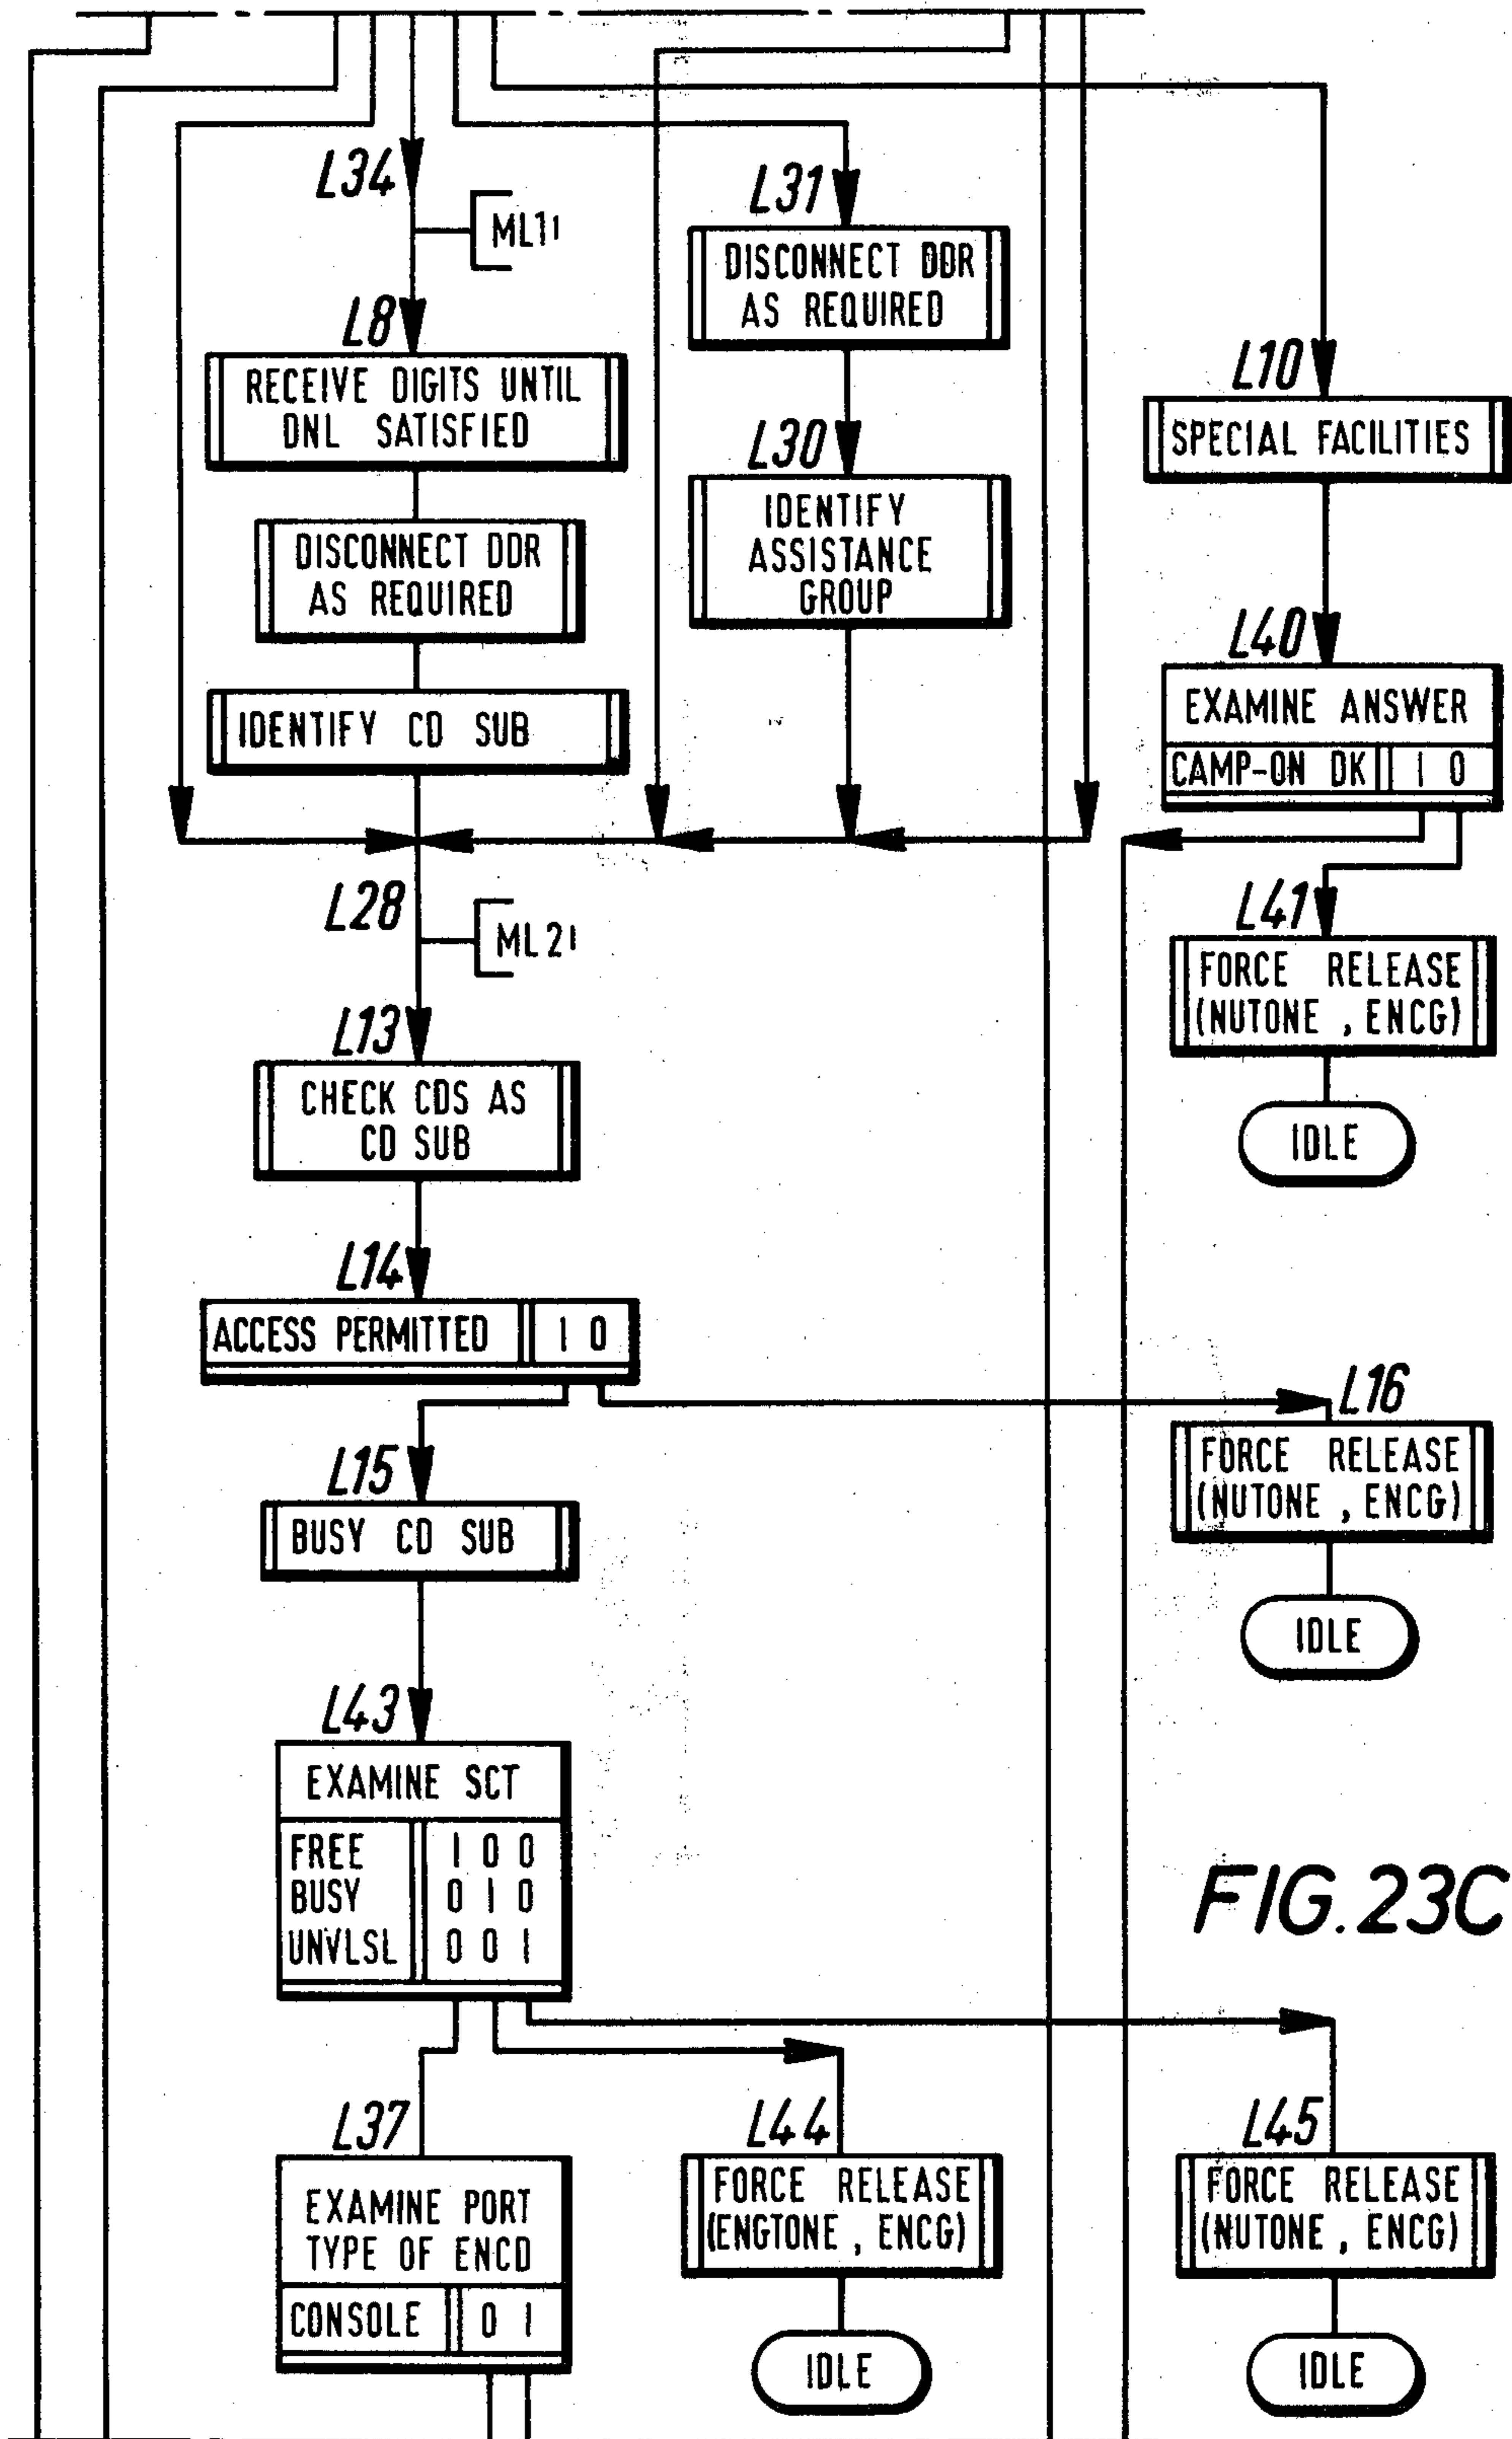 L34
ML1
L8
RECEIVE DIGITS UNTIL
DNL SATISFIED
DISCONNECT DDR
AS REQUIRED
IDENTIFY CD SUB
L31
DISCONNECT DDR
AS REQUIRED
L30
IDENTIFY
ASSISTANCE
GROUP
L10
SPECIAL FACILITIES
L40
EXAMINE ANSWER
CAMP-ON DK 1 0
L41
FORCE RELEASE
(NUTONE , ENCG)
IDLE
L28
ML2
L13
CHECK CDS AS
CD SUB
L14
ACCESS PERMITTED 1 0
L16
FORCE RELEASE
(NUTONE , ENCG)
IDLE
L15
BUSY CD SUB
L43
EXAMINE SCT
FREE 1 0 0
BUSY 0 1 0
UNVLSL 0 0 1
FIG. 23C
L37
EXAMINE PORT
TYPE OF ENCD
CONSOLE 0 1
L44
FORCE RELEASE
(ENGTONE , ENCG)
IDLE
L45
FORCE RELEASE
(NUTONE , ENCG)
IDLE